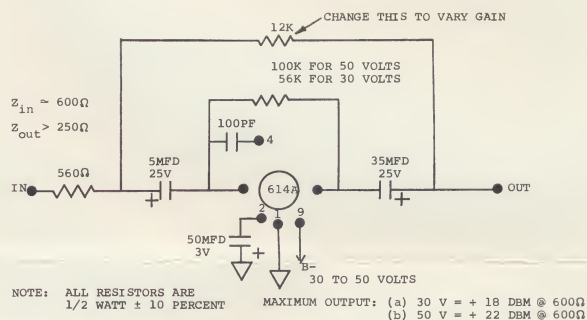 CHANGE THIS TO VARY GAIN
12K
100K FOR 50 VOLTS
56K FOR 30 VOLTS
Zin ≃ 600Ω
Zout > 250Ω
100PF
4
560Ω
5MFD
25V
35MFD
25V
IN
+
614A
+
OUT
2
1
9
50MFD
3V
+
B-
30 TO 50 VOLTS
NOTE: ALL RESISTORS ARE
1/2 WATT ± 10 PERCENT
MAXIMUM OUTPUT: (a) 30 V = + 18 DBM @ 600Ω
(b) 50 V = + 22 DBM @ 600Ω